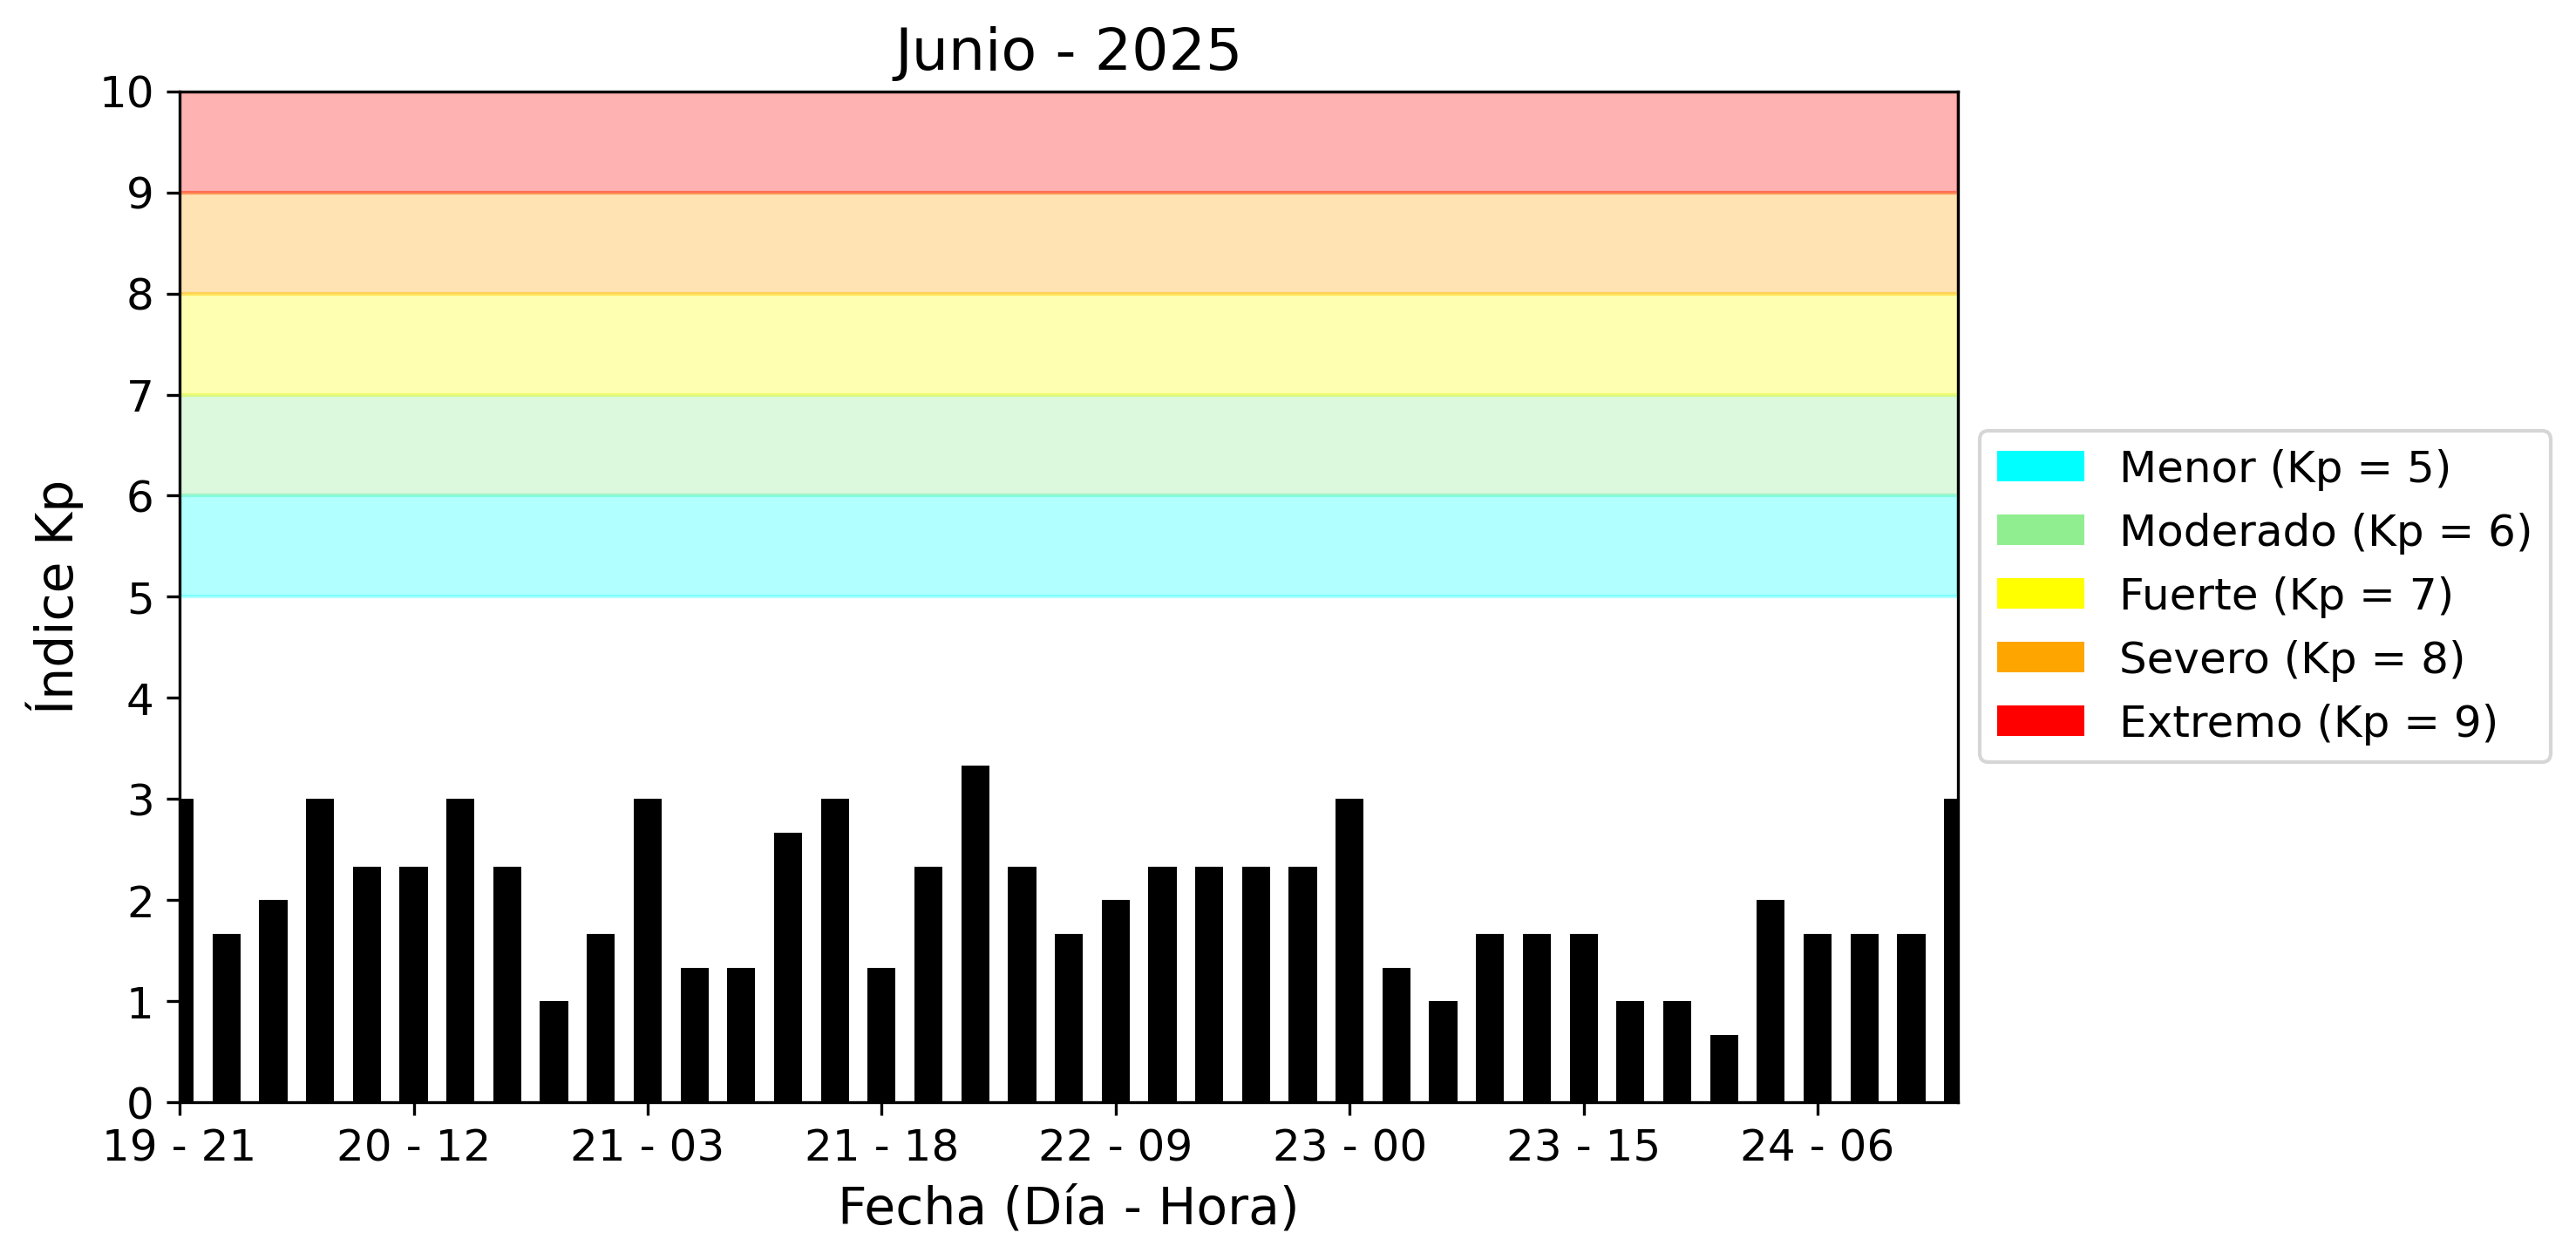 Junio - 2025
10
9
8
7
6
5
4
3
2
1
0
Índice Kp
19 - 21 20 - 12 21 - 03 21 - 18 22 - 09 23 - 00 23 - 15 24 - 06
Fecha (Día - Hora)
Menor (Kp = 5)
Moderado (Kp = 6)
Fuerte (Kp = 7)
Severo (Kp = 8)
Extremo (Kp = 9)